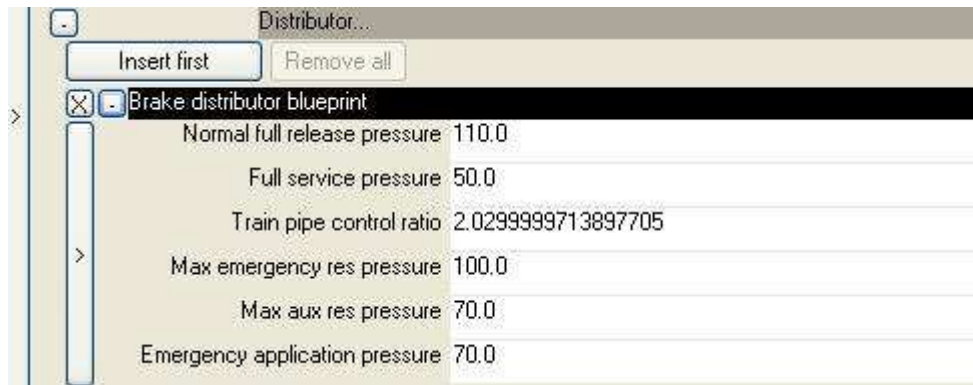 Distributor...
Insert first Remove all
Brake distributor blueprint
Normal full release pressure 110.0
Full service pressure 50.0
Train pipe control ratio 2.0299999713897705
Max emergency res pressure 100.0
Max aux res pressure 70.0
Emergency application pressure 70.0